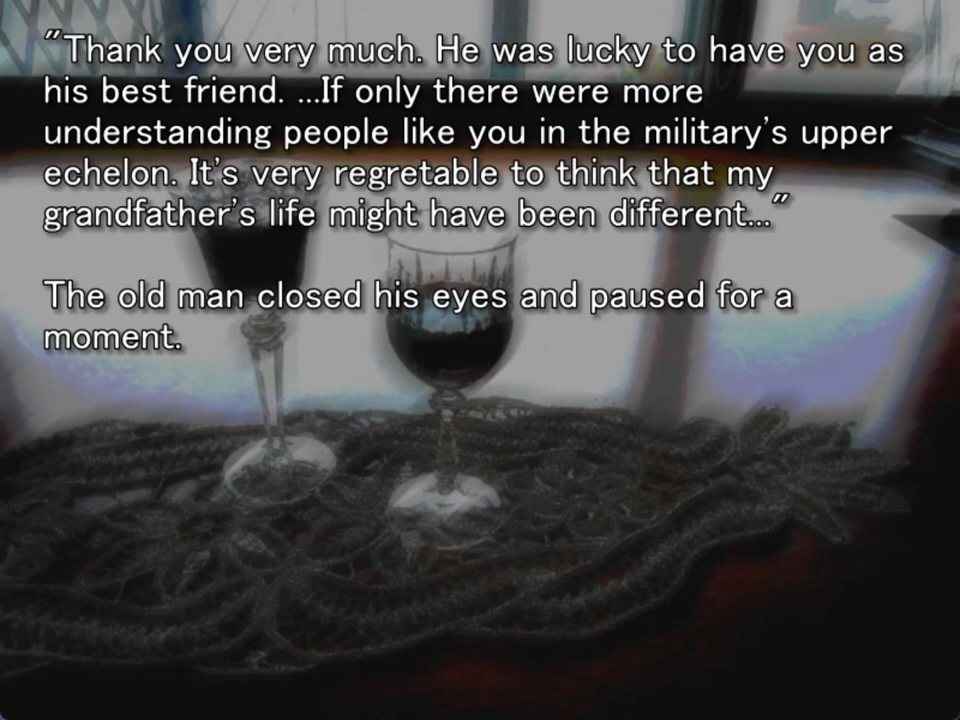 "Thank you very much. He was lucky to have you as
his best friend. ...If only there were more
understanding people like you in the military's upper
echelon. It's very regretable to think that my
grandfather's life might have been different..."
The old man closed his eyes and paused for a
moment.